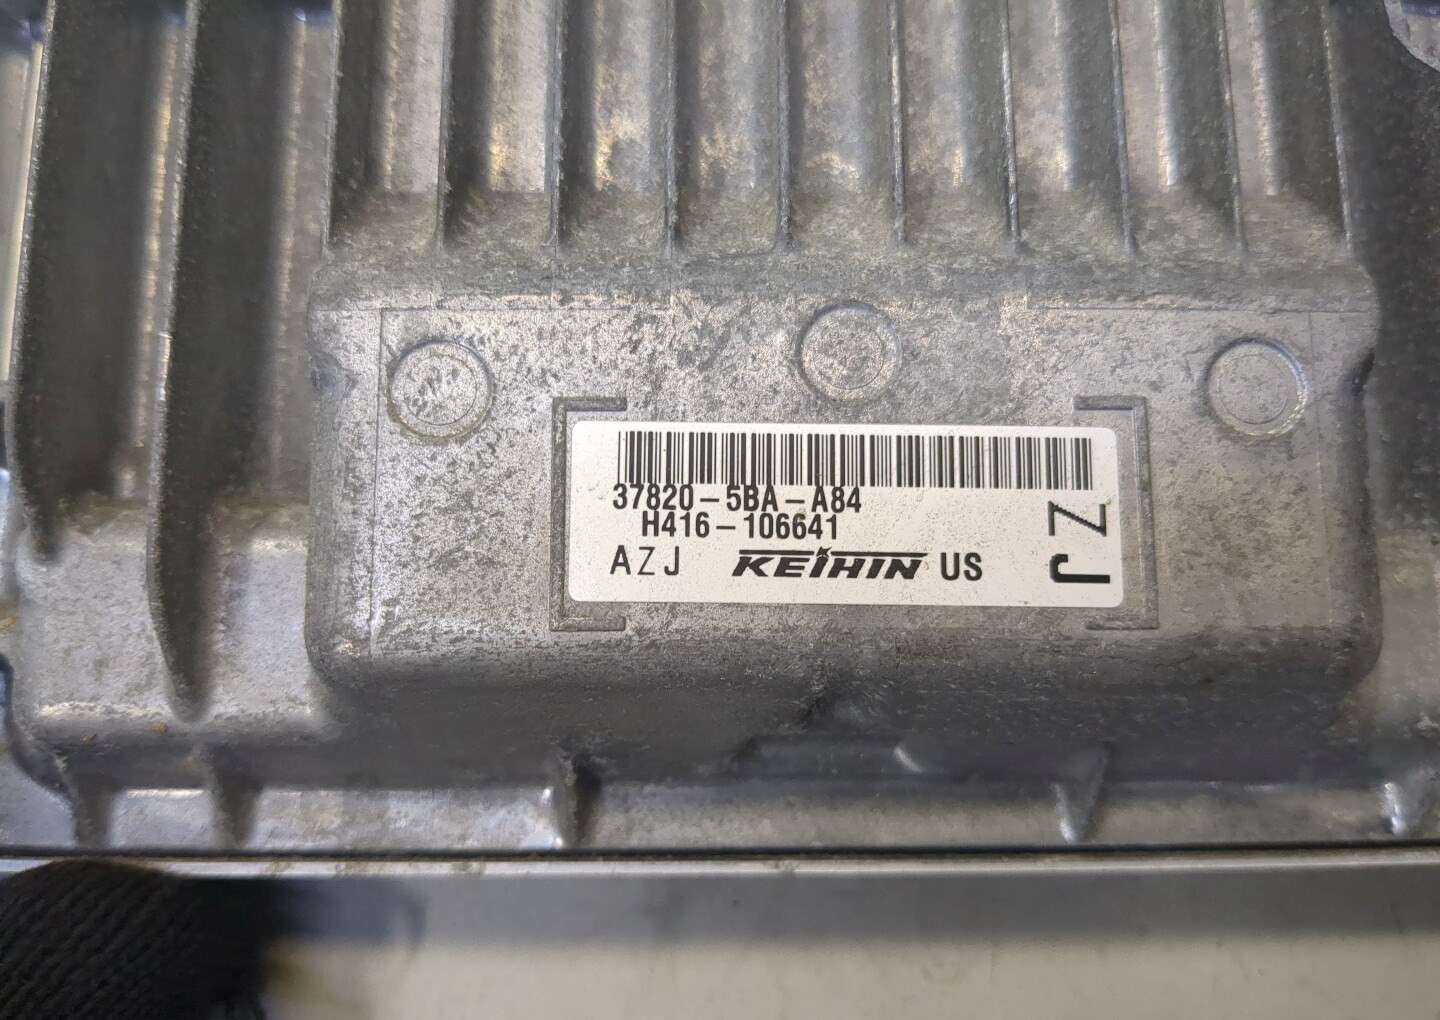 37820-5BA-A84
H416-106641
AZJ KEIHIN US
ZJ